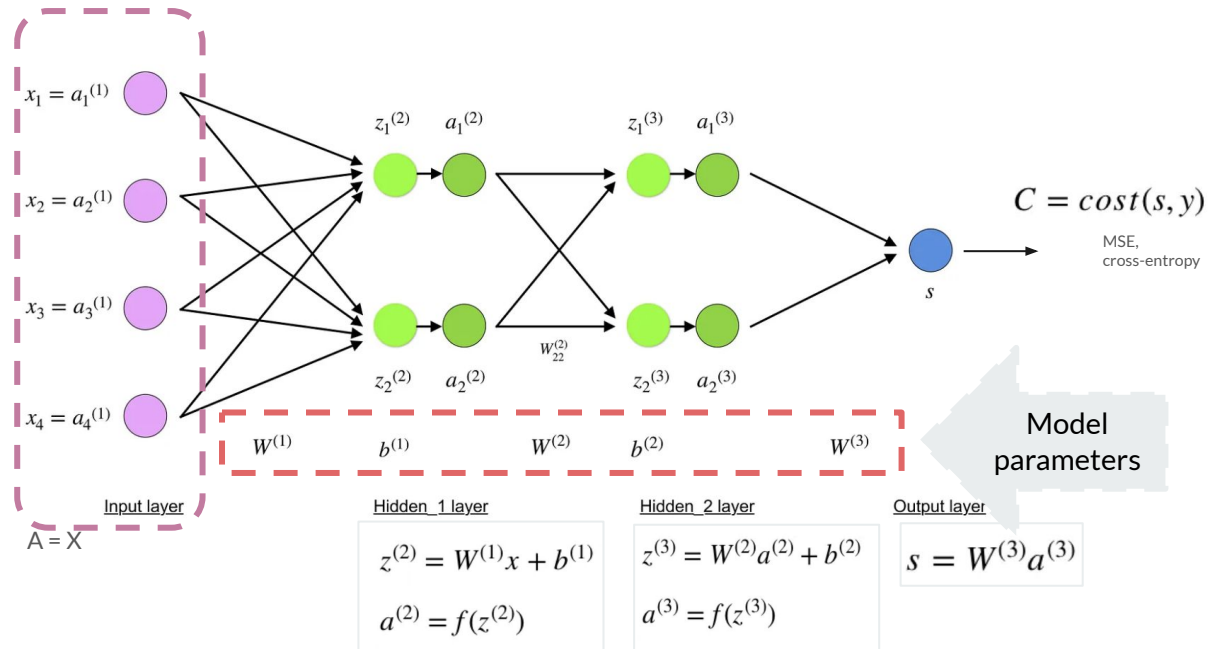 x₁ = a₁⁽¹⁾
x₂ = a₂⁽¹⁾
x₃ = a₃⁽¹⁾
x₄ = a₄⁽¹⁾
z₁⁽²⁾ a₁⁽²⁾
z₁⁽³⁾ a₁⁽³⁾
z₂⁽²⁾ a₂⁽²⁾
W₂₂⁽²⁾
z₂⁽³⁾ a₂⁽³⁾
s
C = cost(s, y)
MSE,
cross-entropy
W⁽¹⁾ b⁽¹⁾ W⁽²⁾ b⁽²⁾ W⁽³⁾
Model
parameters
Input layer
A = X
Hidden_1 layer
z⁽²⁾ = W⁽¹⁾x + b⁽¹⁾
a⁽²⁾ = f(z⁽²⁾)
Hidden_2 layer
z⁽³⁾ = W⁽²⁾a⁽²⁾ + b⁽²⁾
a⁽³⁾ = f(z⁽³⁾)
Output layer
s = W⁽³⁾a⁽³⁾